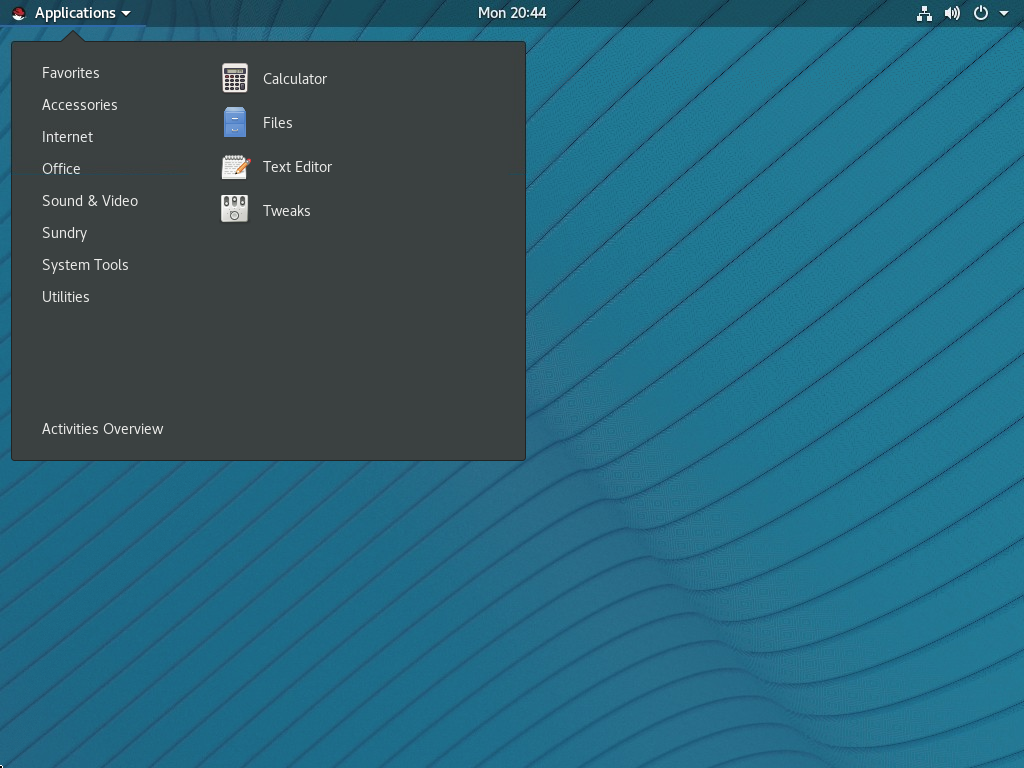 Applications
Mon 20:44
Favorites
Accessories
Internet
Office
Sound & Video
Sundry
System Tools
Utilities
Activities Overview
Calculator
Files
Text Editor
Tweaks